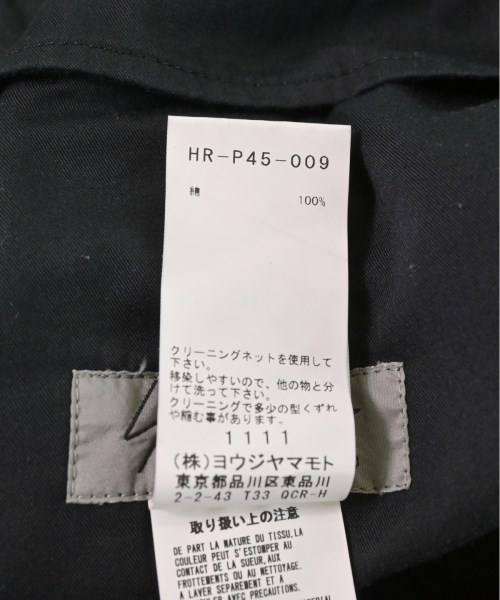 HR-P45-009
綿 100%
クリーニングネットを使用して
下さい。
移染しやすいので、他の物と分
けて洗って下さい。
クリーニングで多少の型くずれ
や縮む事があります。
1111
(株)ヨウジヤマモト
東京都品川区東品川
2-2-43 T33 QCR-H
取り扱い上の注意
DE PART LA NATURE DU TISSU,LA
COULEUR PEUT S'ESTOMPER AU
CONTACT DE LA SUEUR,AUX
FROTTEMENTS OU AU NETTOYAGE.
A LAVER SEPAREMENT ET A
AVEC PRECAUTIONS.